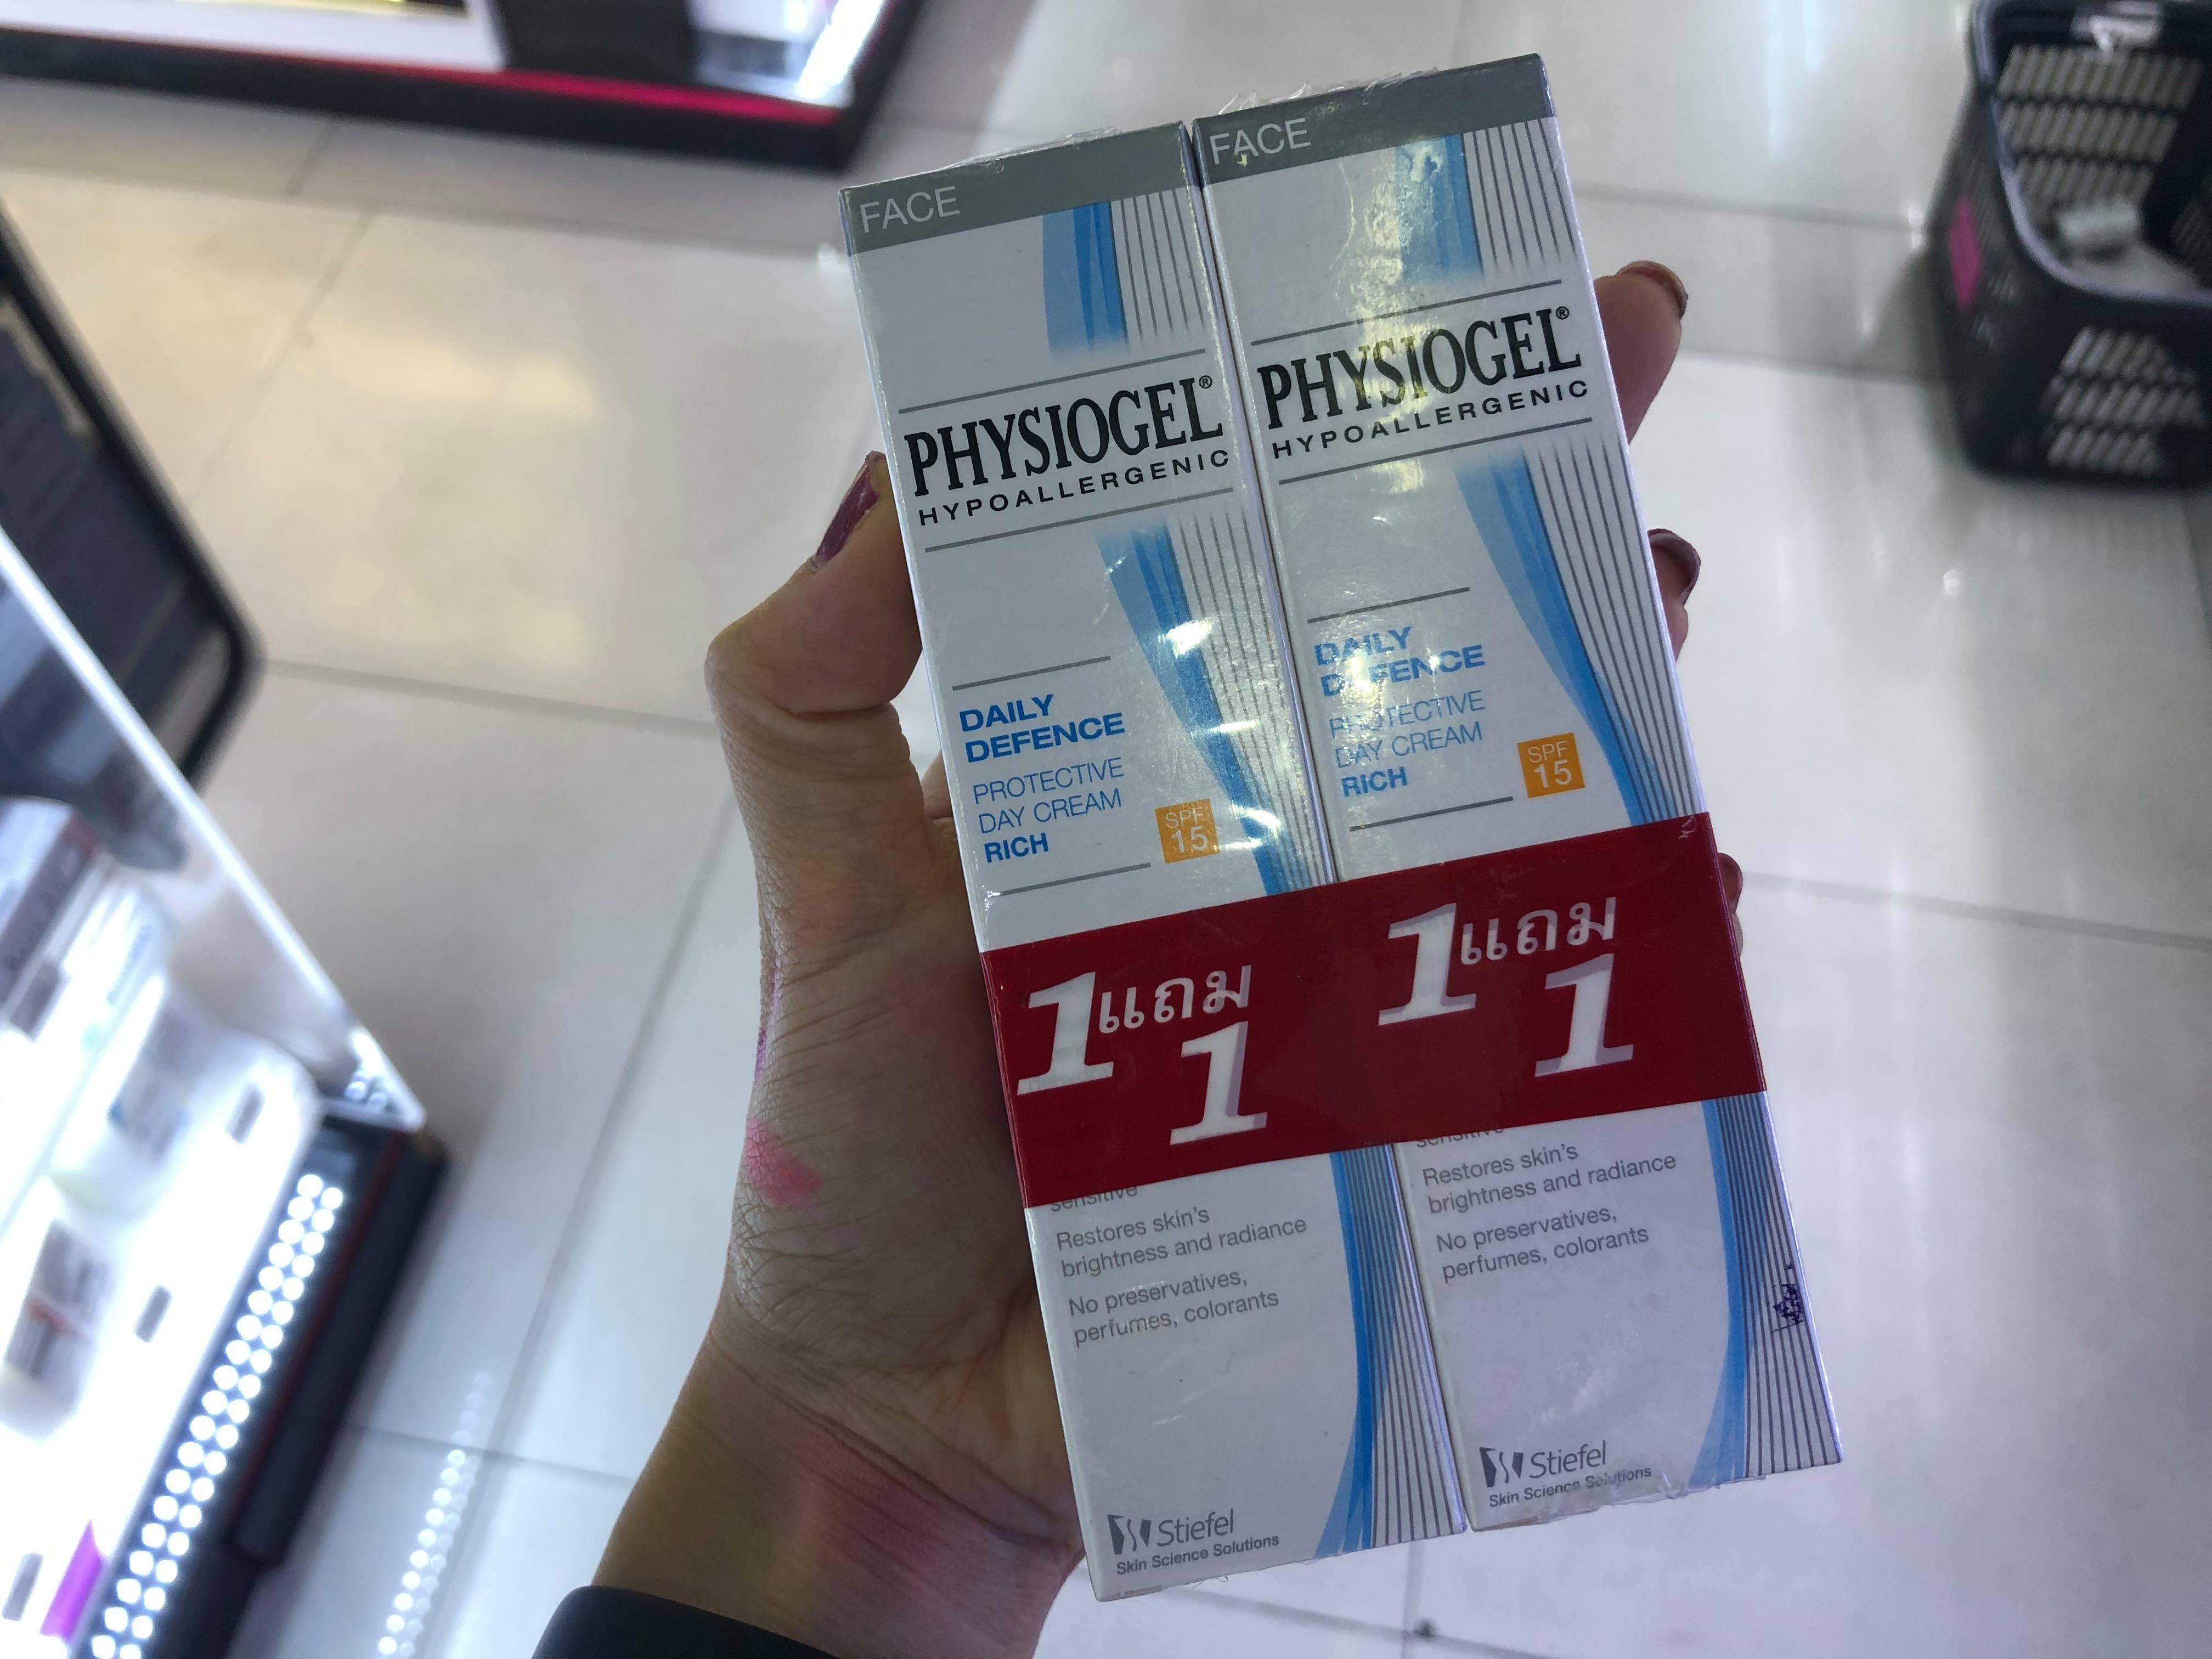 FACE
PHYSIOGEL®
HYPOALLERGENIC
DAILY
DEFENCE
PROTECTIVE
DAY CREAM
RICH
SPF
15
1แถม
1
sensitive
Restores skin's
brightness and radiance
No preservatives,
perfumes, colorants
Stiefel
Skin Science Solutions
FACE
PHYSIOGEL®
HYPOALLERGENIC
DAILY
DEFENCE
PROTECTIVE
DAY CREAM
RICH
SPF
15
1แถม
1
sensitive
Restores skin's
brightness and radiance
No preservatives,
perfumes, colorants
Stiefel
Skin Science Solutions